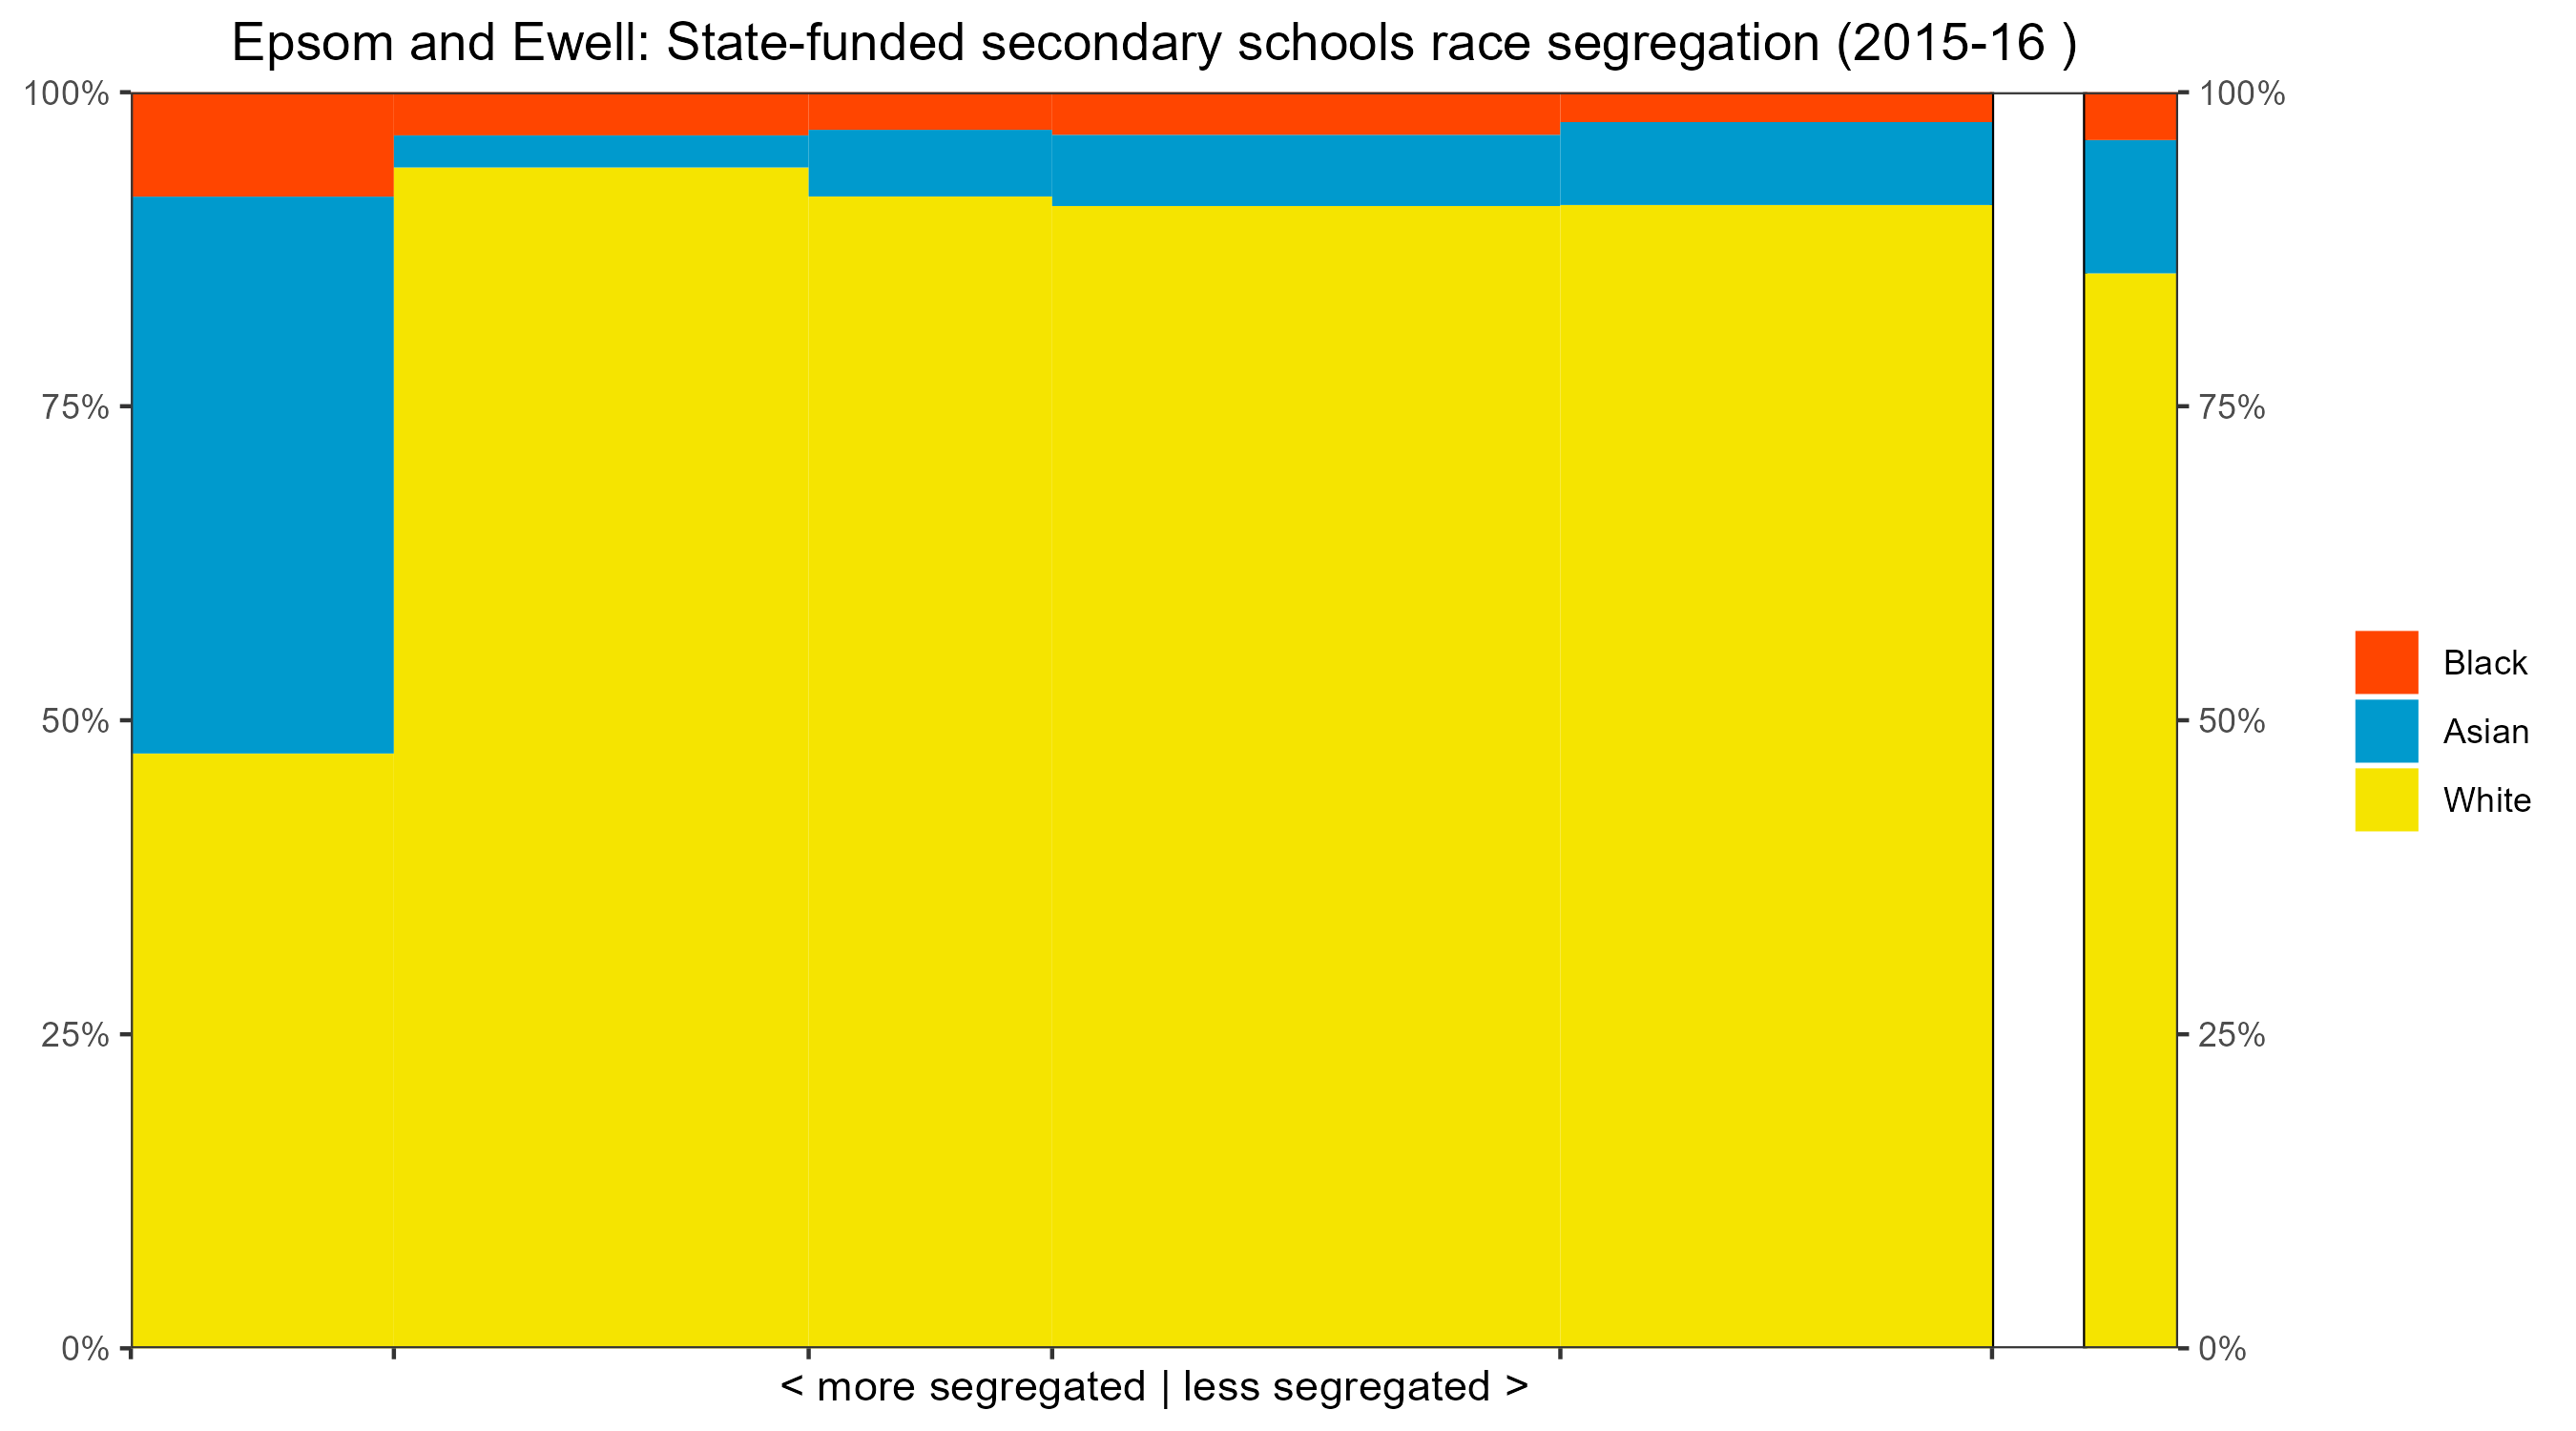 Epsom and Ewell: State-funded secondary schools race segregation (2015-16 )
100%
75%
50%
25%
0%
100%
75%
50%
25%
0%
Black
Asian
White
< more segregated | less segregated >